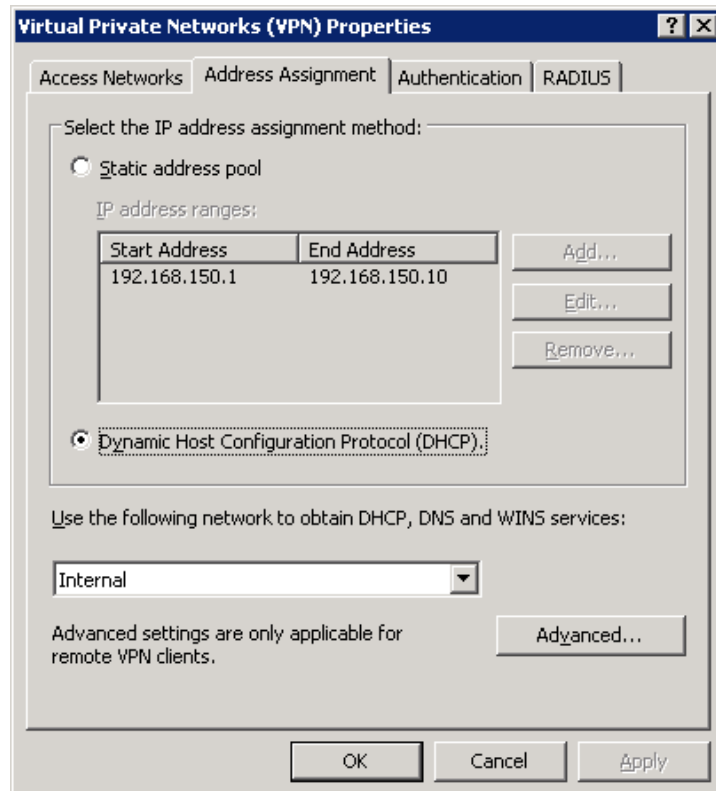 Virtual Private Networks (VPN) Properties
Access Networks
Address Assignment
Authentication
RADIUS
Select the IP address assignment method:
Static address pool
IP address ranges:
Start Address End Address
192.168.150.1 192.168.150.10
Add...
Edit...
Remove...
Dynamic Host Configuration Protocol (DHCP).
Use the following network to obtain DHCP, DNS and WINS services:
Internal
Advanced settings are only applicable for
remote VPN clients.
Advanced...
OK
Cancel
Apply